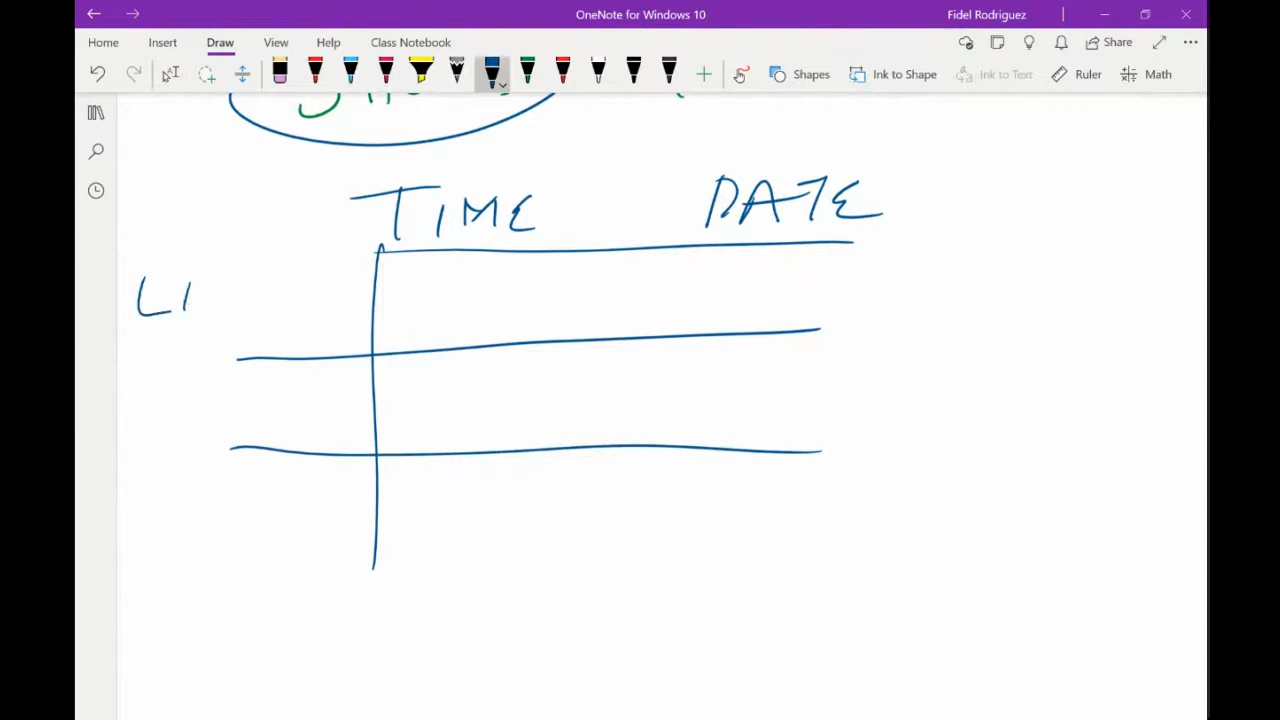 OneNote for Windows 10
Fidel Rodriguez
Home Insert Draw View Help Class Notebook
Share
Shapes Ink to Shape Ink to Text Ruler Math
TIME DATE
LI